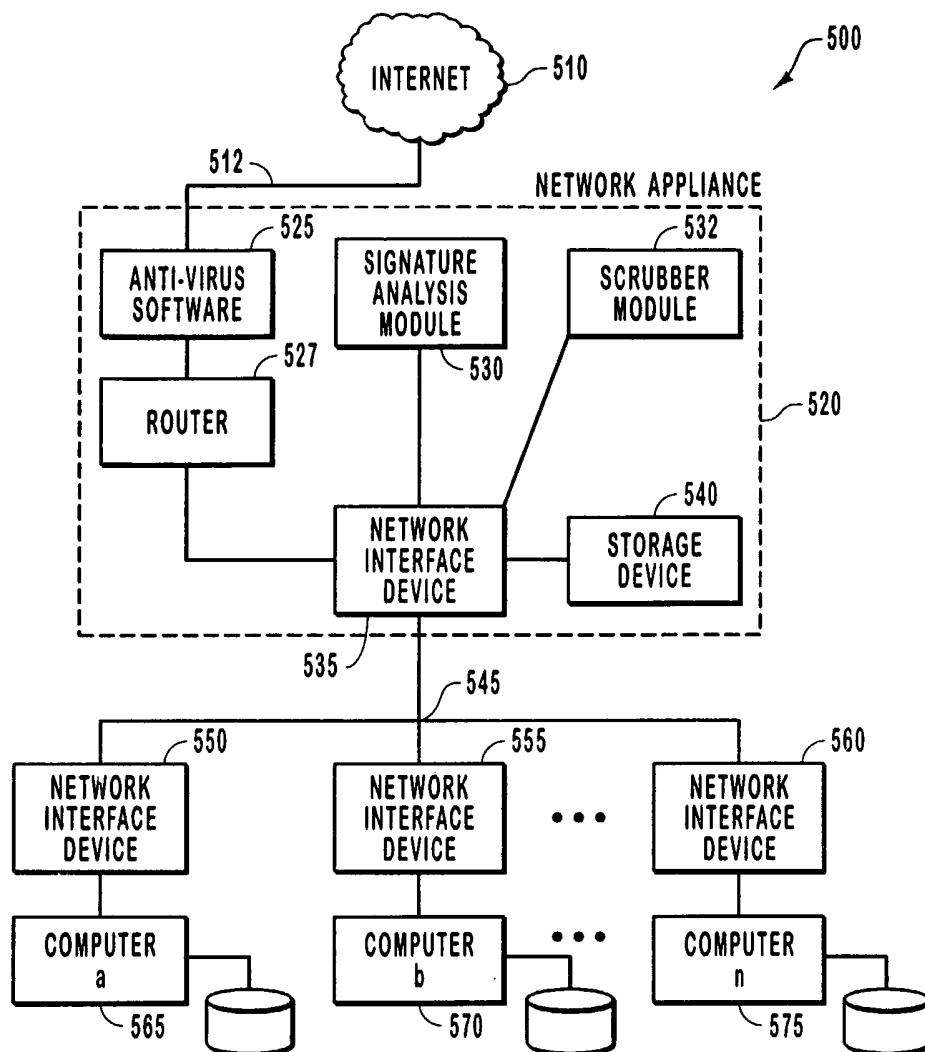 500
INTERNET
510
512
NETWORK APPLIANCE
525
532
ANTI-VIRUS
SOFTWARE
SIGNATURE
ANALYSIS
MODULE
SCRUBBER
MODULE
527
530
520
ROUTER
540
NETWORK
INTERFACE
DEVICE
STORAGE
DEVICE
535
545
550
555
560
NETWORK
INTERFACE
DEVICE
NETWORK
INTERFACE
DEVICE
NETWORK
INTERFACE
DEVICE
COMPUTER
a
COMPUTER
b
COMPUTER
n
565
570
575